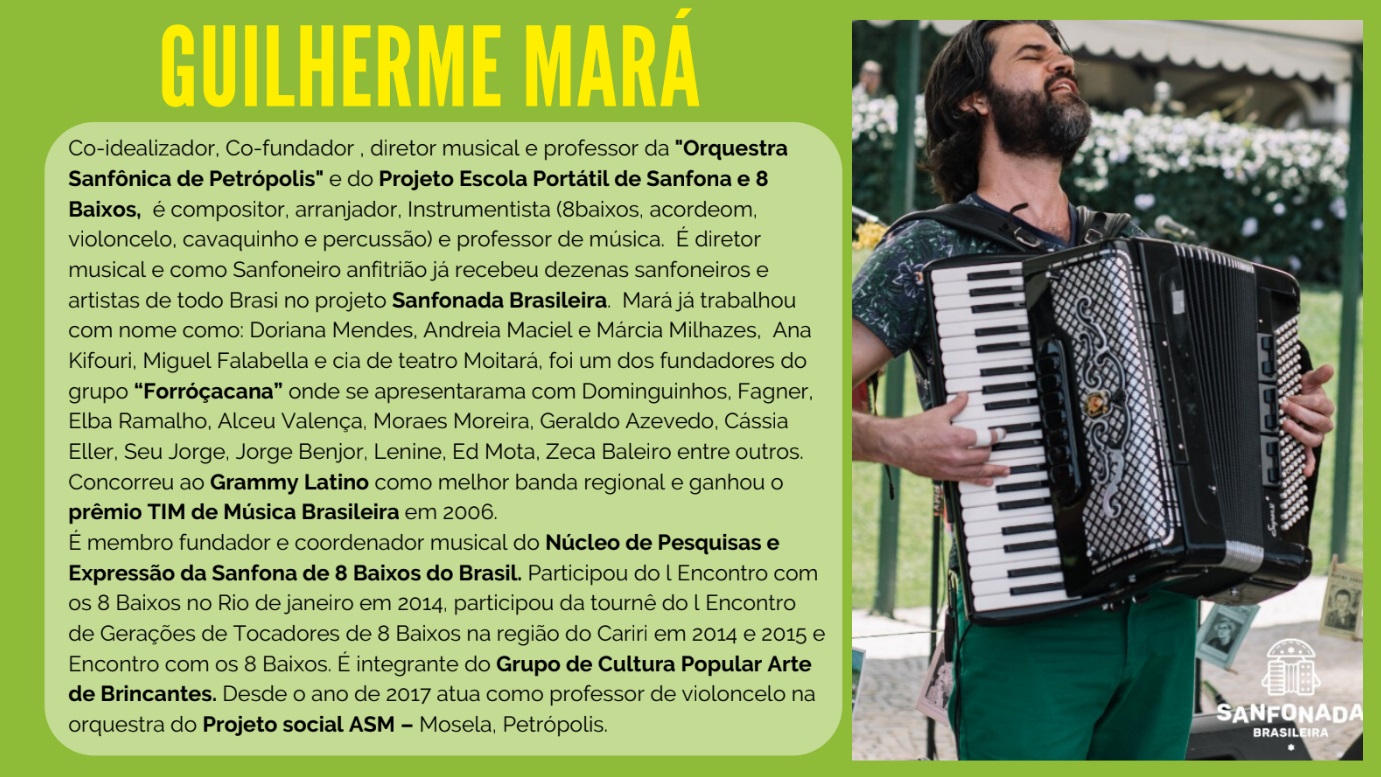 GUILHERME MARÁ
Co-idealizador, Co-fundador , diretor musical e professor da "Orquestra
Sanfônica de Petrópolis" e do Projeto Escola Portátil de Sanfona e 8
Baixos,  é compositor, arranjador, Instrumentista (8baixos, acordeom,
violoncelo, cavaquinho e percussão) e professor de música.  É diretor
musical e como Sanfoneiro anfitrião já recebeu dezenas sanfoneiros e
artistas de todo Brasi no projeto Sanfonada Brasileira.  Mará já trabalhou
com nome como: Doriana Mendes, Andreia Maciel e Márcia Milhazes,  Ana
Kifouri, Miguel Falabella e cia de teatro Moitará, foi um dos fundadores do
grupo “Forróçacana” onde se apresentarama com Dominguinhos, Fagner,
Elba Ramalho, Alceu Valença, Moraes Moreira, Geraldo Azevedo, Cássia
Eller, Seu Jorge, Jorge Benjor, Lenine, Ed Mota, Zeca Baleiro entre outros.
Concorreu ao Grammy Latino como melhor banda regional e ganhou o
prêmio TIM de Música Brasileira em 2006.
É membro fundador e coordenador musical do Núcleo de Pesquisas e
Expressão da Sanfona de 8 Baixos do Brasil. Participou do l Encontro com
os 8 Baixos no Rio de janeiro em 2014, participou da tournê do l Encontro
de Gerações de Tocadores de 8 Baixos na região do Cariri em 2014 e 2015 e
Encontro com os 8 Baixos. É integrante do Grupo de Cultura Popular Arte
de Brincantes. Desde o ano de 2017 atua como professor de violoncelo na
orquestra do Projeto social ASM – Mosela, Petrópolis.
SANFONADA
BRASILEIRA